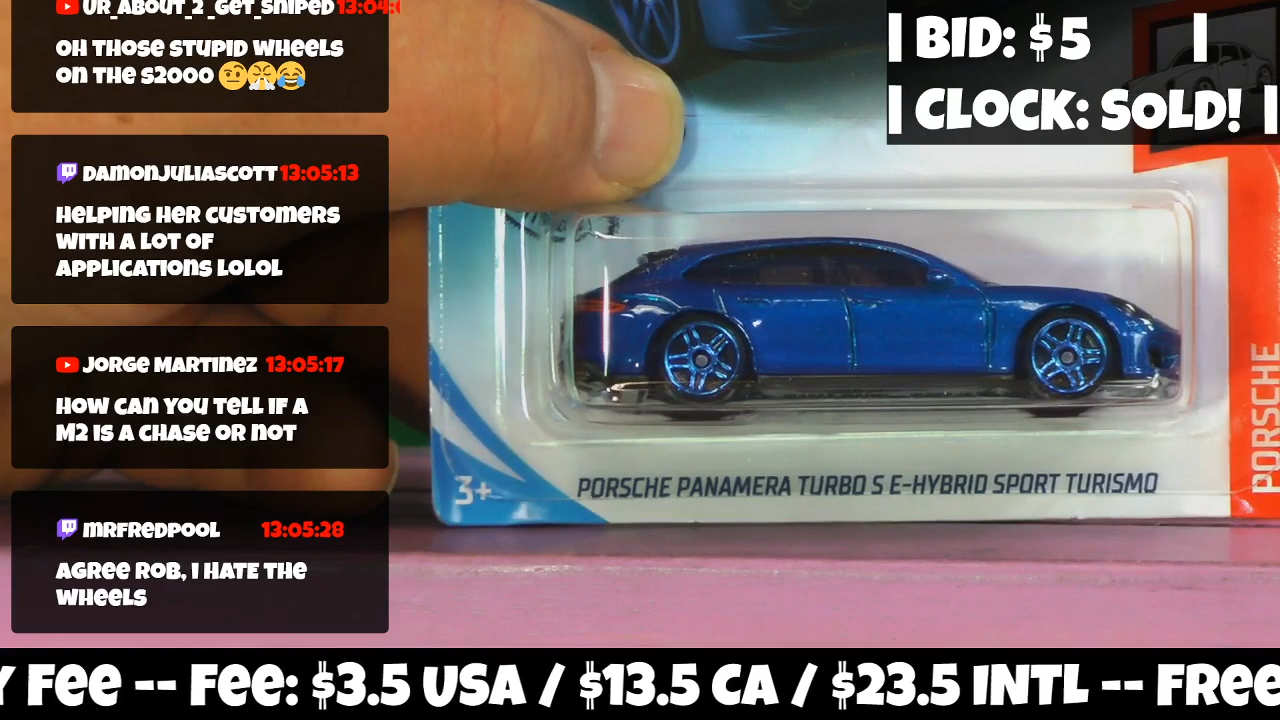 UR_ABOUT_2_GET_SNIPED 13:04:
OH THOSE STUPID WHEELS
ON THE S2000 🤨😤😂
DAMONJULIASCOTT 13:05:13
HELPING HER CUSTOMERS
WITH A LOT OF
APPLICATIONS LOLOL
JORGE MARTINEZ 13:05:17
HOW CAN YOU TELL IF A
M2 IS A CHASE OR NOT
MRFREDPOOL 13:05:28
AGREE ROB, I HATE THE
WHEELS
| BID: $5 |
| CLOCK: SOLD! |
PORSCHE
3+
PORSCHE PANAMERA TURBO S E-HYBRID SPORT TURISMO
Y FEE -- FEE: $3.5 USA / $13.5 CA / $23.5 INTL -- FREE